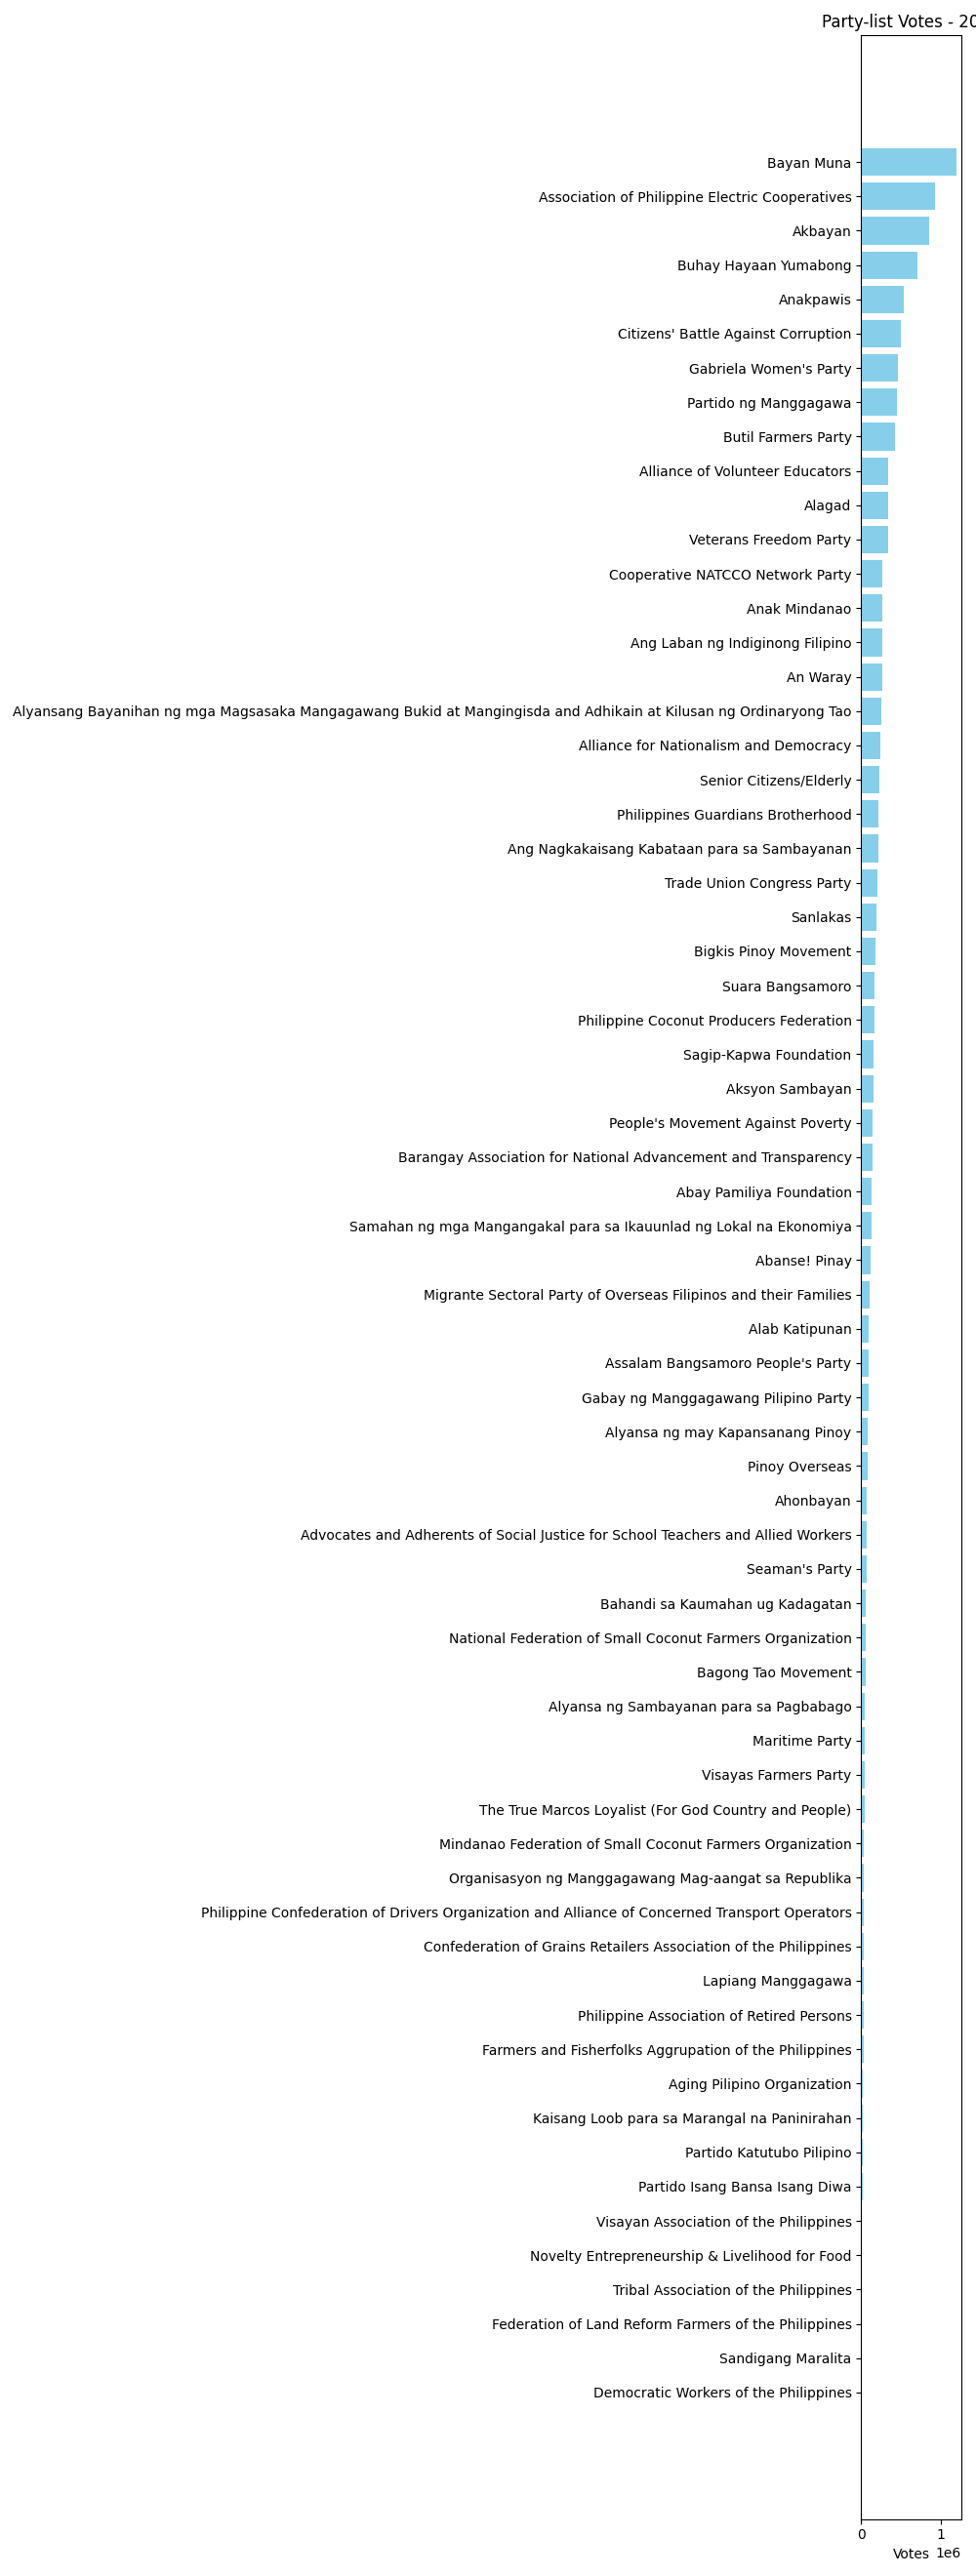 Party-list Votes - 20
Bayan Muna
Association of Philippine Electric Cooperatives
Akbayan
Buhay Hayaan Yumabong
Anakpawis
Citizens' Battle Against Corruption
Gabriela Women's Party
Partido ng Manggagawa
Butil Farmers Party
Alliance of Volunteer Educators
Alagad
Veterans Freedom Party
Cooperative NATCCO Network Party
Anak Mindanao
Ang Laban ng Indiginong Filipino
An Waray
Alyansang Bayanihan ng mga Magsasaka Mangagawang Bukid at Mangingisda and Adhikain at Kilusan ng Ordinaryong Tao
Alliance for Nationalism and Democracy
Senior Citizens/Elderly
Philippines Guardians Brotherhood
Ang Nagkakaisang Kabataan para sa Sambayanan
Trade Union Congress Party
Sanlakas
Bigkis Pinoy Movement
Suara Bangsamoro
Philippine Coconut Producers Federation
Sagip-Kapwa Foundation
Aksyon Sambayan
People's Movement Against Poverty
Barangay Association for National Advancement and Transparency
Abay Pamiliya Foundation
Samahan ng mga Mangangakal para sa Ikauunlad ng Lokal na Ekonomiya
Abanse! Pinay
Migrante Sectoral Party of Overseas Filipinos and their Families
Alab Katipunan
Assalam Bangsamoro People's Party
Gabay ng Manggagawang Pilipino Party
Alyansa ng may Kapansanang Pinoy
Pinoy Overseas
Ahonbayan
Advocates and Adherents of Social Justice for School Teachers and Allied Workers
Seaman's Party
Bahandi sa Kaumahan ug Kadagatan
National Federation of Small Coconut Farmers Organization
Bagong Tao Movement
Alyansa ng Sambayanan para sa Pagbabago
Maritime Party
Visayas Farmers Party
The True Marcos Loyalist (For God Country and People)
Mindanao Federation of Small Coconut Farmers Organization
Organisasyon ng Manggagawang Mag-aangat sa Republika
Philippine Confederation of Drivers Organization and Alliance of Concerned Transport Operators
Confederation of Grains Retailers Association of the Philippines
Lapiang Manggagawa
Philippine Association of Retired Persons
Farmers and Fisherfolks Aggrupation of the Philippines
Aging Pilipino Organization
Kaisang Loob para sa Marangal na Paninirahan
Partido Katutubo Pilipino
Partido Isang Bansa Isang Diwa
Visayan Association of the Philippines
Novelty Entrepreneurship & Livelihood for Food
Tribal Association of the Philippines
Federation of Land Reform Farmers of the Philippines
Sandigang Maralita
Democratic Workers of the Philippines
0 1
Votes 1e6